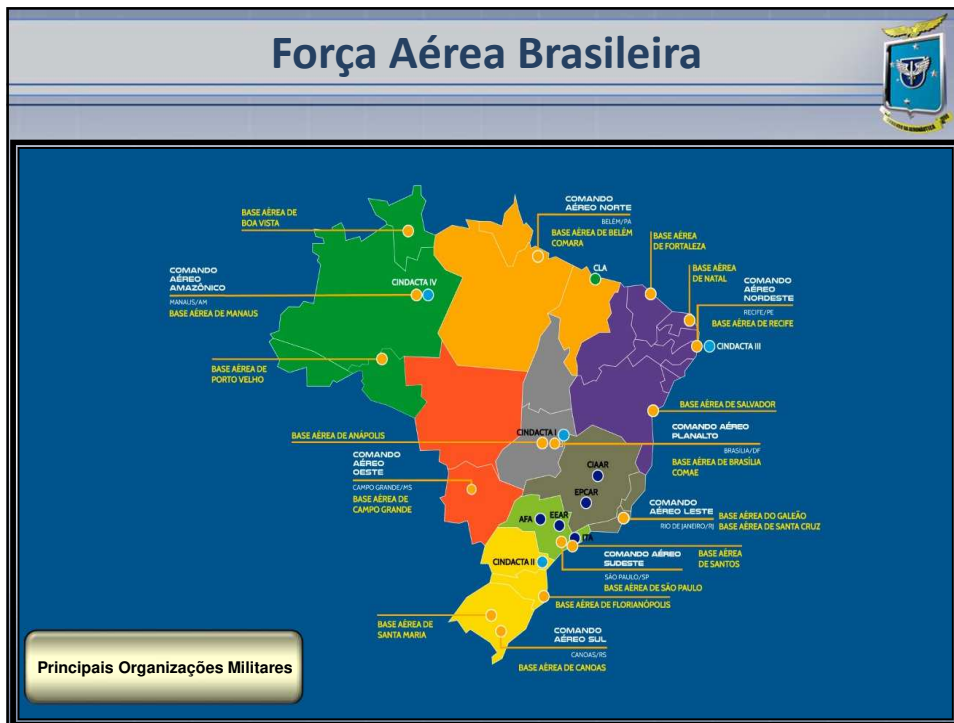 Força Aérea Brasileira
COMANDO DA AERONÁUTICA
BASE AÉREA DE
BOA VISTA
COMANDO
AÉREO
AMAZÔNICO
MANAUS/AM
BASE AÉREA DE MANAUS
CINDACTA IV
BASE AÉREA DE
PORTO VELHO
COMANDO
AÉREO NORTE
BELÉM/PA
BASE AÉREA DE BELÉM
COMARA
CLA
BASE AÉREA
DE FORTALEZA
BASE AÉREA
DE NATAL
COMANDO
AÉREO
NORDESTE
RECIFE/PE
BASE AÉREA DE RECIFE
CINDACTA III
BASE AÉREA DE SALVADOR
BASE AÉREA DE ANÁPOLIS
CINDACTA I
COMANDO AÉREO
PLANALTO
BRASÍLIA/DF
BASE AÉREA DE BRASÍLIA
COMAE
COMANDO
AÉREO
OESTE
CAMPO GRANDE/MS
BASE AÉREA DE
CAMPO GRANDE
CIAAR
EPCAR
AFA
EEAR
ITA
COMANDO
AÉREO LESTE
RIO DE JANEIRO/RJ
BASE AÉREA DO GALEÃO
BASE AÉREA DE SANTA CRUZ
BASE AÉREA
DE SANTOS
COMANDO AÉREO
SUDESTE
SÃO PAULO/SP
BASE AÉREA DE SÃO PAULO
CINDACTA II
BASE AÉREA DE FLORIANÓPOLIS
BASE AÉREA DE
SANTA MARIA
COMANDO
AÉREO SUL
CANOAS/RS
BASE AÉREA DE CANOAS
Principais Organizações Militares